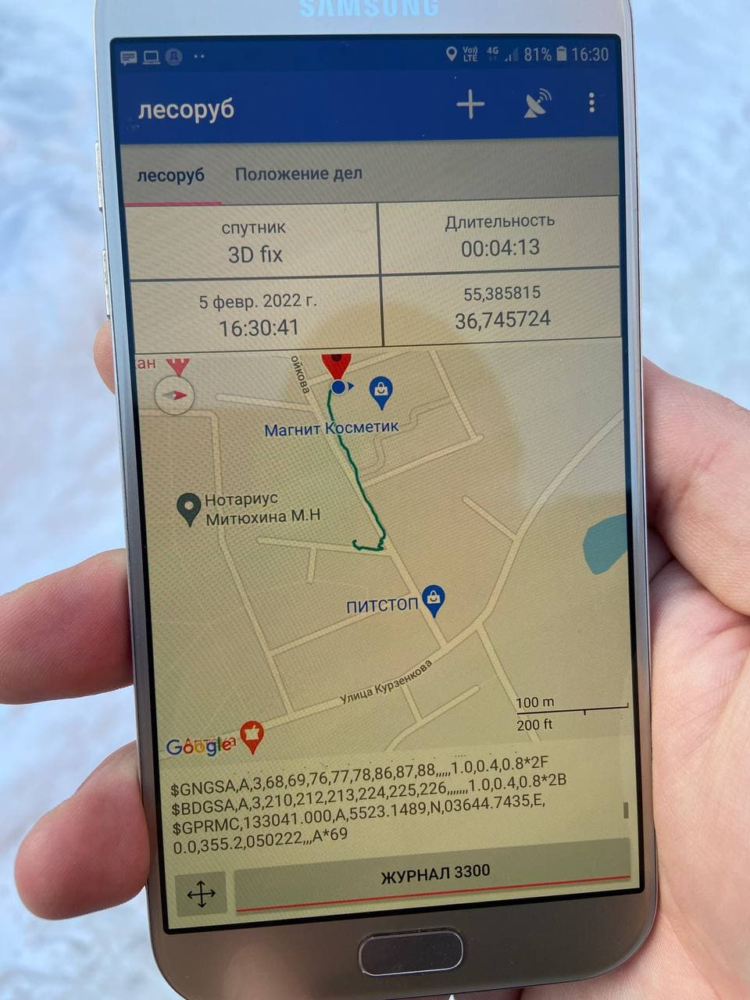 SAMSUNG
Vo))
LTE
4G
81%
16:30
лесоруб
лесоруб
Положение дел
спутник
3D fix
Длительность
00:04:13
5 февр. 2022 г.
16:30:41
55,385815
36,745724
ан
ойкова
Магнит Косметик
Нотариус
Митюхина М.Н
ПИТСТОП
Улица Курзенкова
100 m
200 ft
Google
Аптека
$GNGSA,A,3,68,69,76,77,78,86,87,88,,,,,1.0,0.4,0.8*2F
$BDGSA,A,3,210,212,213,224,225,226,,,,,,,1.0,0.4,0.8*2B
$GPRMC,133041.000,A,5523.1489,N,03644.7435,E,
0.0,355.2,050222,,,A*69
ЖУРНАЛ 3300